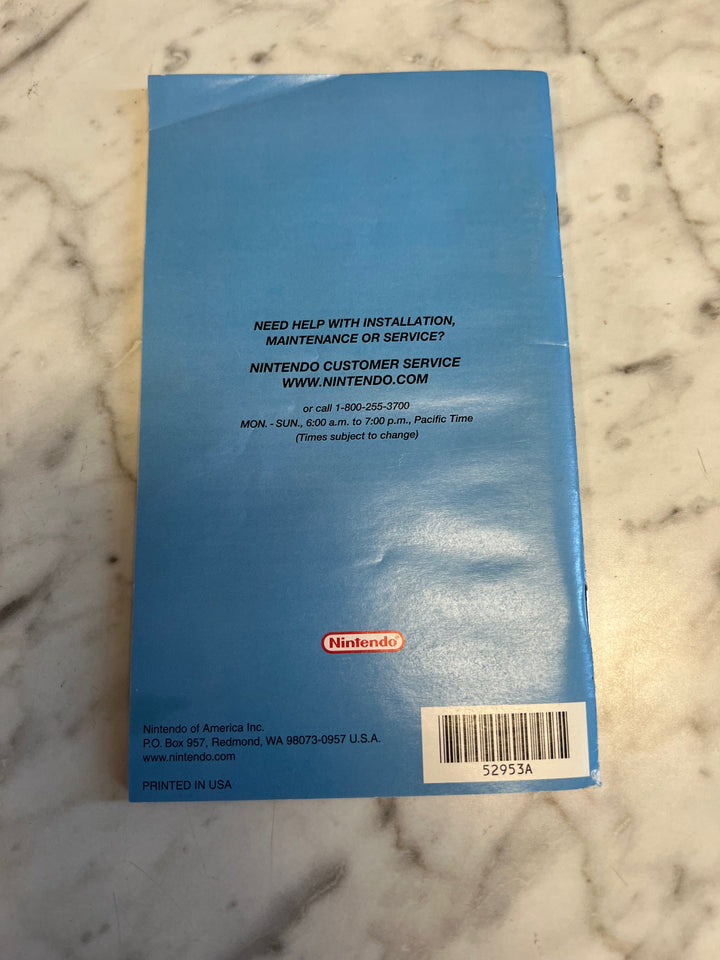 NEED HELP WITH INSTALLATION,
MAINTENANCE OR SERVICE?
NINTENDO CUSTOMER SERVICE
WWW.NINTENDO.COM
or call 1-800-255-3700
MON. - SUN., 6:00 a.m. to 7:00 p.m., Pacific Time
(Times subject to change)
Nintendo
Nintendo of America Inc.
P.O. Box 957, Redmond, WA 98073-0957 U.S.A.
www.nintendo.com
PRINTED IN USA
52953A